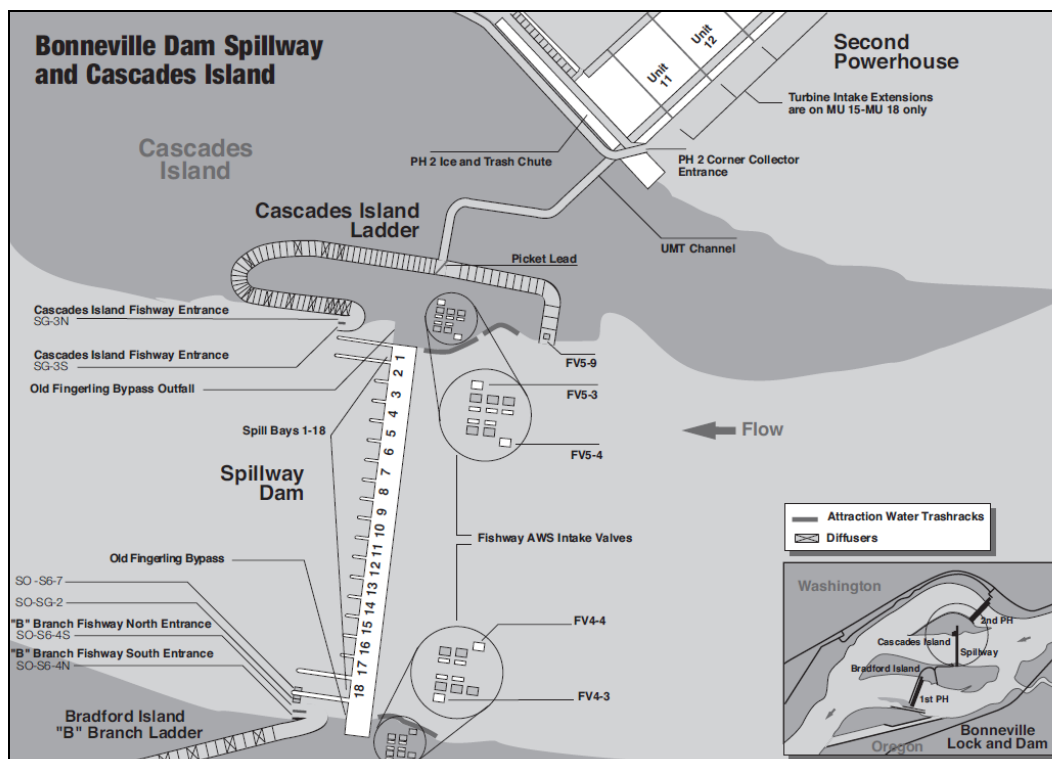 Bonneville Dam Spillway
and Cascades Island
Unit
12
Unit
11
Second
Powerhouse
Turbine Intake Extensions
are on MU 15-MU 18 only
Cascades
Island
PH 2 Ice and Trash Chute
PH 2 Corner Collector
Entrance
Cascades Island
Ladder
UMT Channel
Picket Lead
Cascades Island Fishway Entrance
SG-3N
Cascades Island Fishway Entrance
SG-3S
Old Fingerling Bypass Outfall
FV5-9
FV5-3
FV5-4
Flow
Spill Bays 1-18
Spillway
Dam
1
2
3
4
5
6
7
8
9
10
11
12
13
14
15
16
17
18
Fishway AWS Intake Valves
Old Fingerling Bypass
SO -S6-7
SO-SG-2
"B" Branch Fishway North Entrance
SO-S6-4S
"B" Branch Fishway South Entrance
SO-S6-4N
FV4-4
FV4-3
Bradford Island
"B" Branch Ladder
Attraction Water Trashracks
Diffusers
Washington
2nd PH
Cascades Island
Spillway
Bradford Island
1st PH
Oregon
Bonneville
Lock and Dam